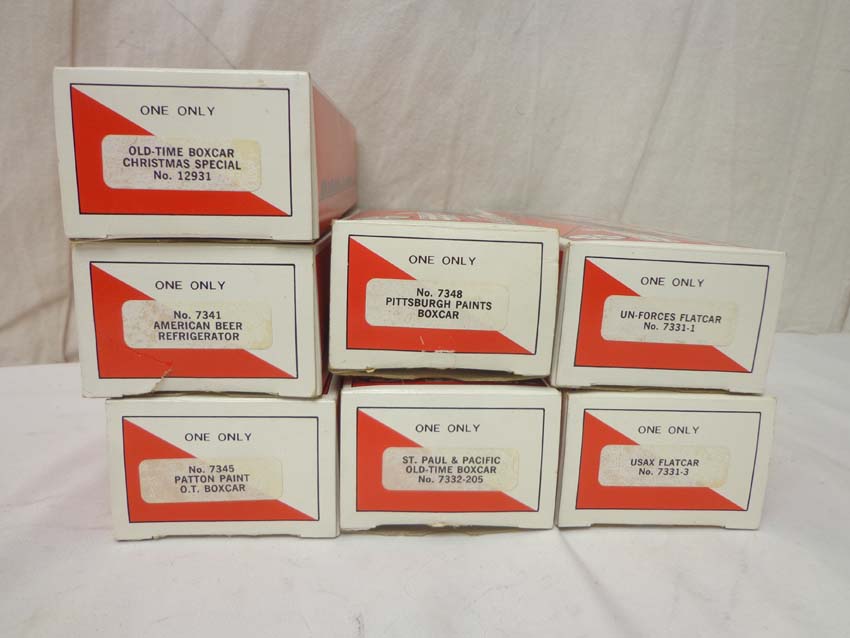 ONE ONLY
OLD-TIME BOXCAR
CHRISTMAS SPECIAL
No. 12931
ONE ONLY
No. 7341
AMERICAN BEER
REFRIGERATOR
ONE ONLY
No. 7348
PITTSBURGH PAINTS
BOXCAR
ONE ONLY
UN-FORCES FLATCAR
No. 7331-1
ONE ONLY
No. 7345
PATTON PAINT
O.T. BOXCAR
ONE ONLY
ST. PAUL & PACIFIC
OLD-TIME BOXCAR
No. 7332-205
ONE ONLY
USAX FLATCAR
No. 7331-3